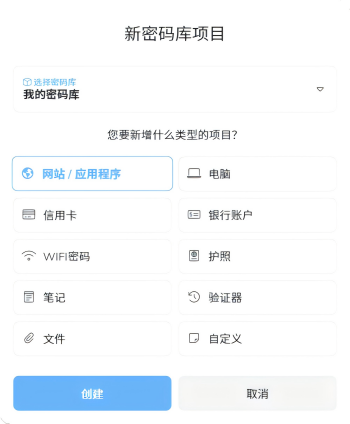 新密码库项目
选择密码库
我的密码库
您要新增什么类型的项目?
网站 / 应用程序
电脑
信用卡
银行账户
WIFI密码
护照
笔记
验证器
文件
自定义
创建
取消